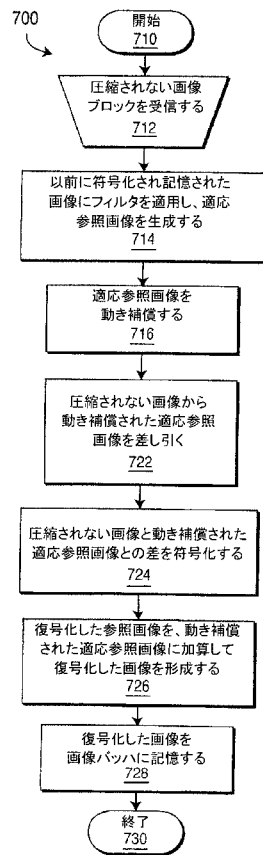 700
開始
710
圧縮されない画像
ブロックを受信する
712
以前に符号化され記憶された
画像にフィルタを適用し、適応
参照画像を生成する
714
適応参照画像を
動き補償する
716
圧縮されない画像から
動き補償された適応参照
画像を差し引く
722
圧縮されない画像と動き補償された
適応参照画像との差を符号化する
724
復号化した参照画像を、動き補償
された適応参照画像に加算して
復号化した画像を形成する
726
復号化した画像を
画像バッハに記憶する
728
終了
730